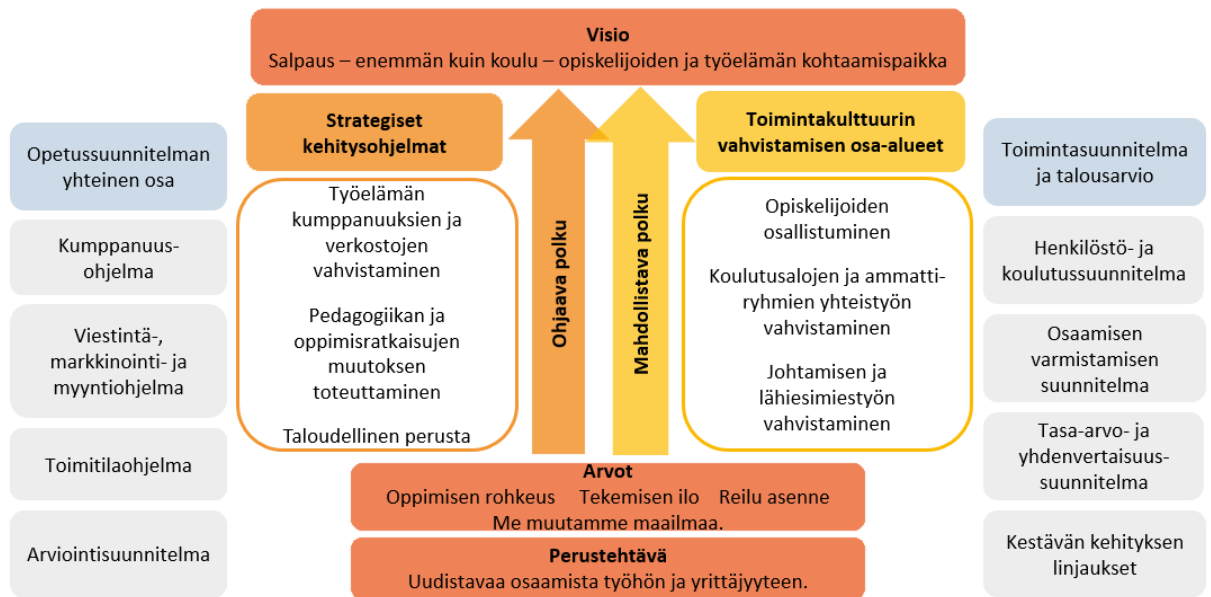 Visio
Salpaus – enemmän kuin koulu – opiskelijoiden ja työelämän kohtaamispaikka
Opetussuunnitelman
yhteinen osa
Kumppanuus-
ohjelma
Viestintä-,
markkinointi- ja
myyntiohjelma
Toimitilaohjelma
Arviointisuunnitelma
Strategiset
kehitysohjelmat
Työelämän
kumppanuuksien ja
verkostojen
vahvistaminen
Pedagogiikan ja
oppimisratkaisujen
muutoksen
toteuttaminen
Taloudellinen perusta
Ohjaava polku
Mahdollistava polku
Toimintakulttuurin
vahvistamisen osa-alueet
Opiskelijoiden
osallistuminen
Koulutusalojen ja ammatti-
ryhmien yhteistyön
vahvistaminen
Johtamisen ja
lähiesimiestyön
vahvistaminen
Toimintasuunnitelma
ja talousarvio
Henkilöstö- ja
koulutussuunnitelma
Osaamisen
varmistamisen
suunnitelma
Tasa-arvo- ja
yhdenvertaisuus-
suunnitelma
Kestävän kehityksen
linjaukset
Arvot
Oppimisen rohkeus Tekemisen ilo Reilu asenne
Me muutamme maailmaa.
Perustehtävä
Uudistavaa osaamista työhön ja yrittäjyyteen.